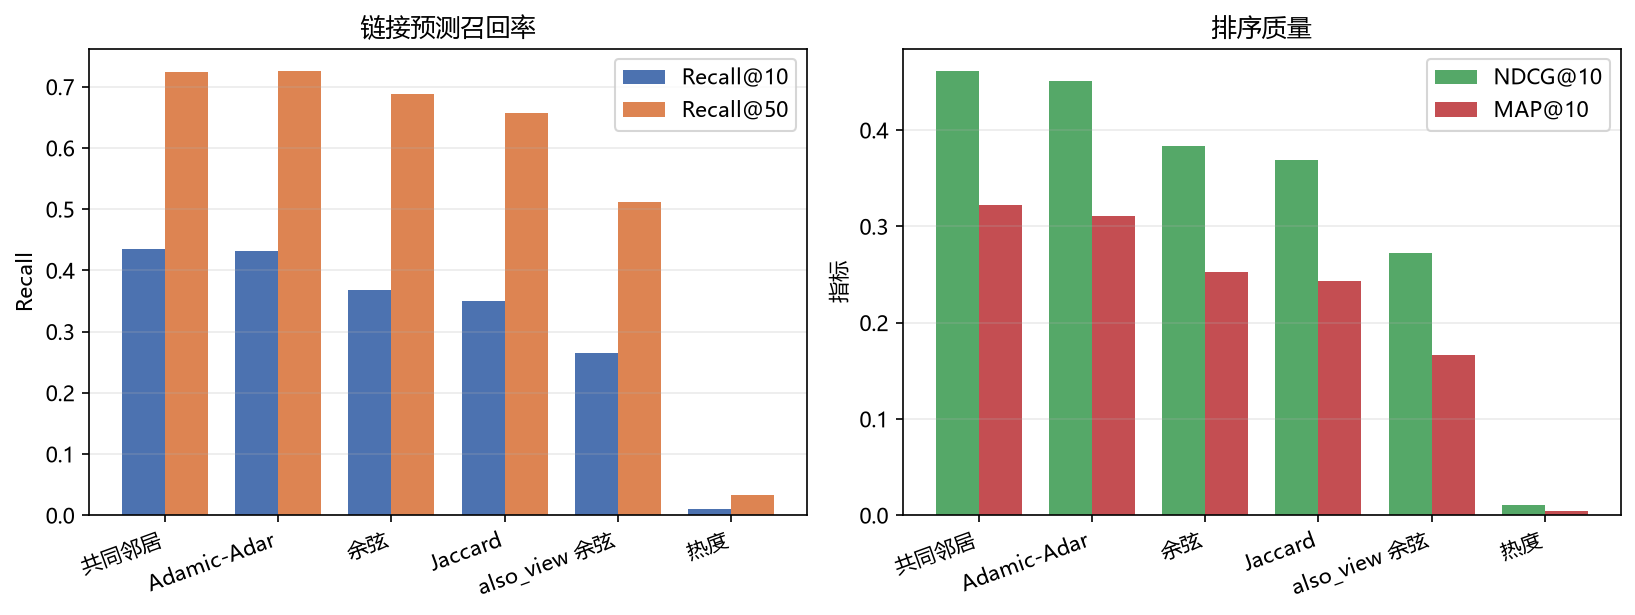 链接预测召回率
Recall@10
Recall@50
Recall
0.7
0.6
0.5
0.4
0.3
0.2
0.1
0.0
共同邻居
Adamic-Adar
余弦
Jaccard
also_view 余弦
热度
排序质量
NDCG@10
MAP@10
指标
0.4
0.3
0.2
0.1
0.0
共同邻居
Adamic-Adar
余弦
Jaccard
also_view 余弦
热度